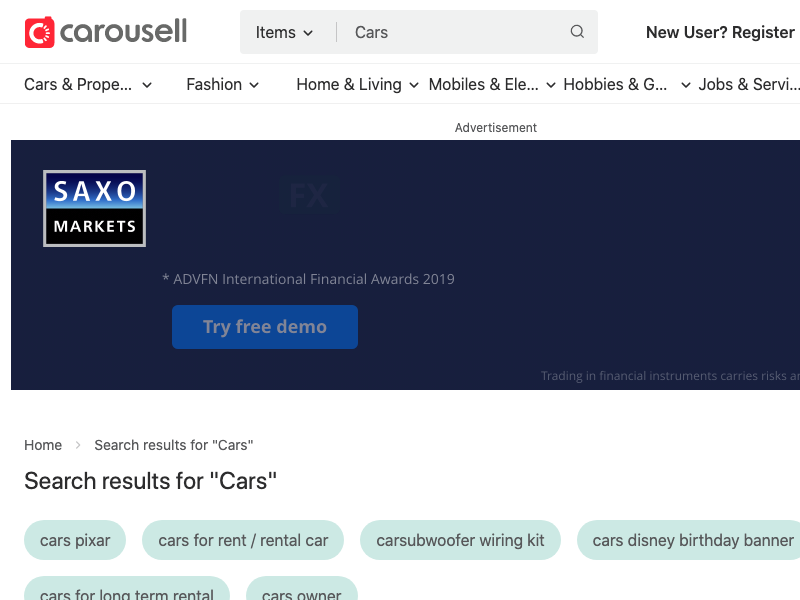 carousell
Items
Cars
New User? Register
Cars & Prope...
Fashion
Home & Living
Mobiles & Ele...
Hobbies & G...
Jobs & Servi...
Advertisement
SAXO
MARKETS
FX
* ADVFN International Financial Awards 2019
Try free demo
Trading in financial instruments carries risks
Home
Search results for "Cars"
Search results for "Cars"
cars pixar
cars for rent / rental car
carsubwoofer wiring kit
cars disney birthday banner
cars for long term rental
cars owner